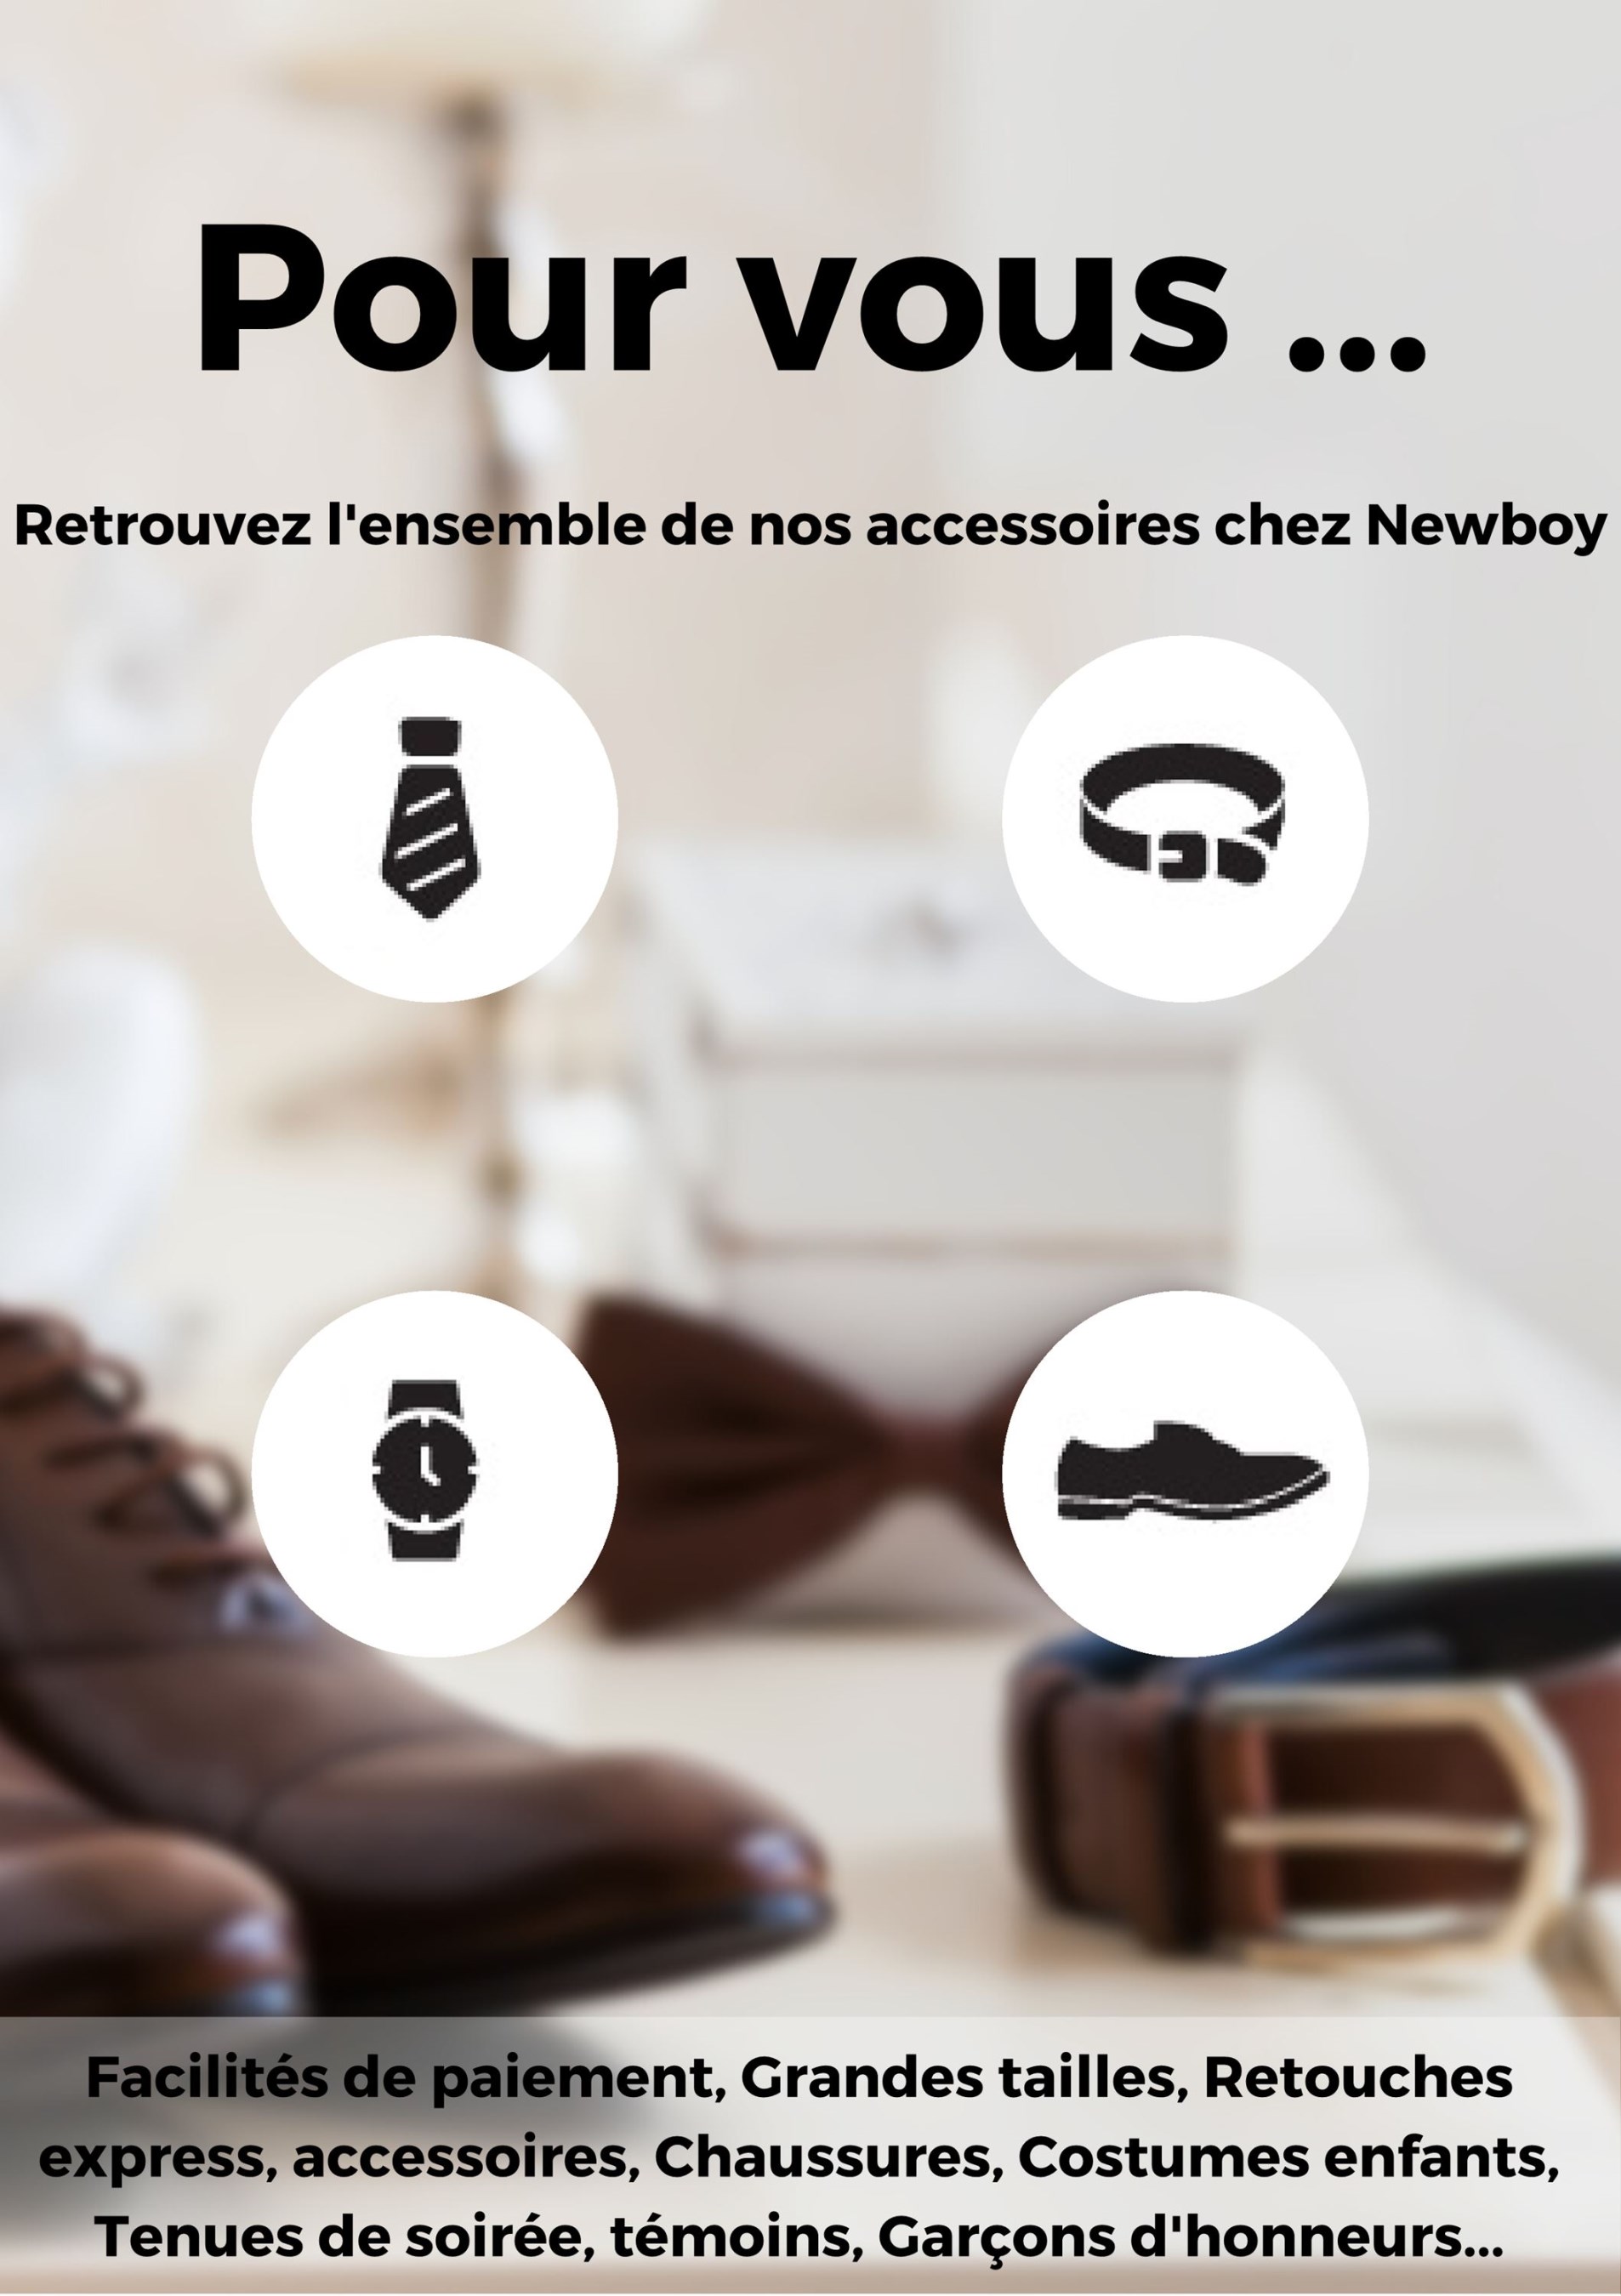 Pour vous ...
Retrouvez l'ensemble de nos accessoires chez Newboy
Facilités de paiement, Grandes tailles, Retouches
express, accessoires, Chaussures, Costumes enfants,
Tenues de soirée, témoins, Garçons d'honneurs...